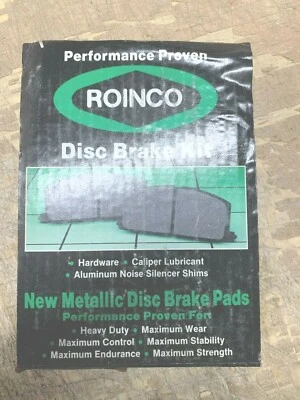 Performance Proven
ROINCO
Disc Brake Kit
• Hardware • Caliper Lubricant
• Aluminum Noise Silencer Shims
New Metallic Disc Brake Pads
Performance Proven For:
• Heavy Duty • Maximum Wear
• Maximum Control • Maximum Stability
• Maximum Endurance • Maximum Strength